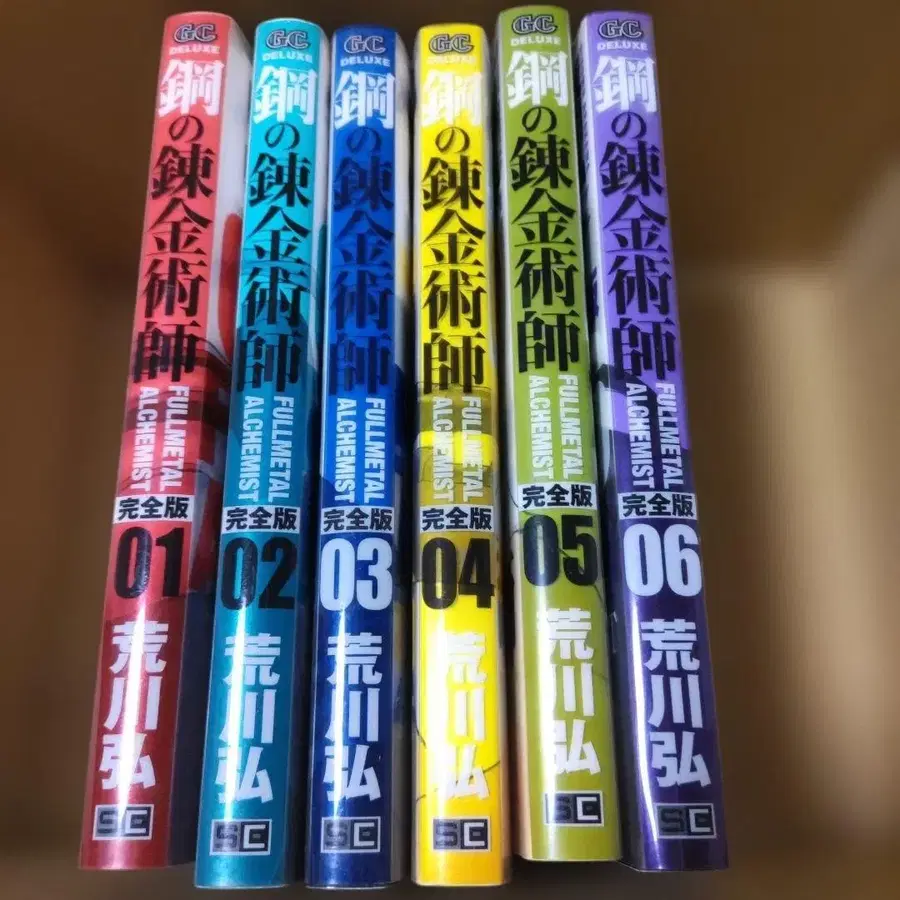 GC
DELUXE
鋼の錬金術師
FULLMETAL
ALCHEMIST
完全版
01
荒川弘
SE
GC
DELUXE
鋼の錬金術師
FULLMETAL
ALCHEMIST
完全版
02
荒川弘
SE
GC
DELUXE
鋼の錬金術師
FULLMETAL
ALCHEMIST
完全版
03
荒川弘
SE
GC
DELUXE
鋼の錬金術師
FULLMETAL
ALCHEMIST
完全版
04
荒川弘
SE
GC
DELUXE
鋼の錬金術師
FULLMETAL
ALCHEMIST
完全版
05
荒川弘
SE
GC
DELUXE
鋼の錬金術師
FULLMETAL
ALCHEMIST
完全版
06
荒川弘
SE